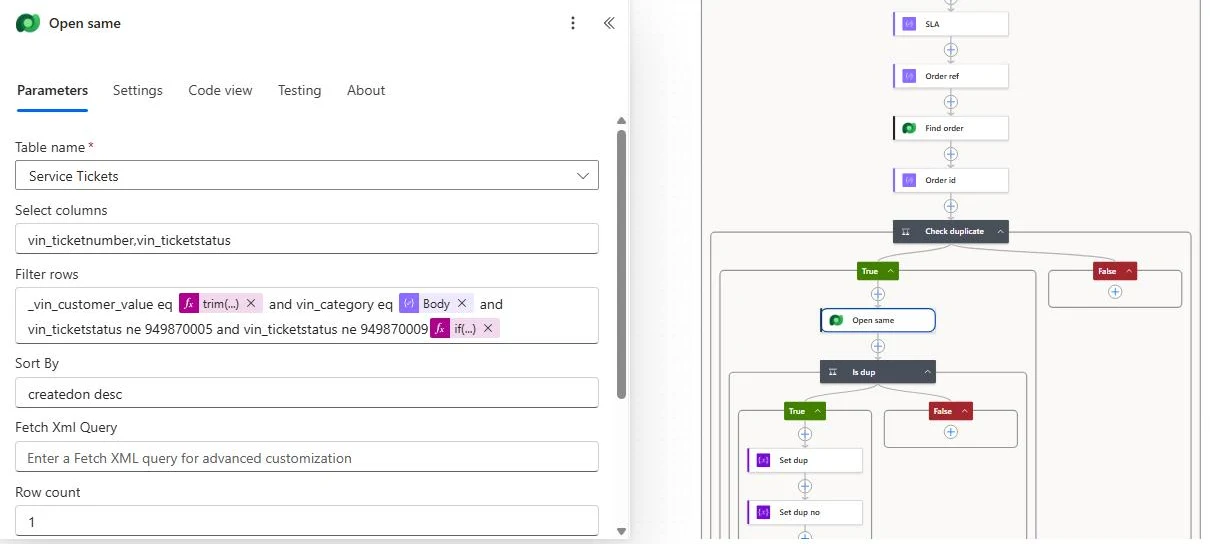 Open same
Parameters Settings Code view Testing About
Table name *
Service Tickets
Select columns
vin_ticketnumber,vin_ticketstatus
Filter rows
_vin_customer_value eq fx trim(...) × and vin_category eq Body × and
vin_ticketstatus ne 949870005 and vin_ticketstatus ne 949870009 fx if(...) ×
Sort By
createdon desc
Fetch Xml Query
Enter a Fetch XML query for advanced customization
Row count
1
SLA
Order ref
Find order
Order id
Check duplicate
True
False
Open same
Is dup
True
False
Set dup
Set dup no